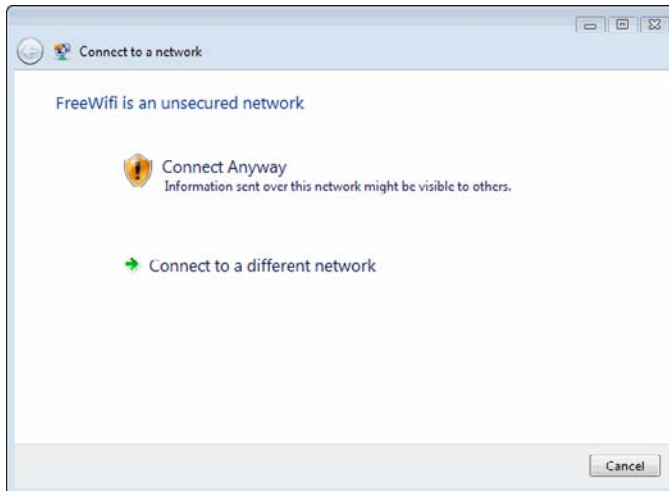 Connect to a network
FreeWifi is an unsecured network
Connect Anyway
Information sent over this network might be visible to others.
Connect to a different network
Cancel